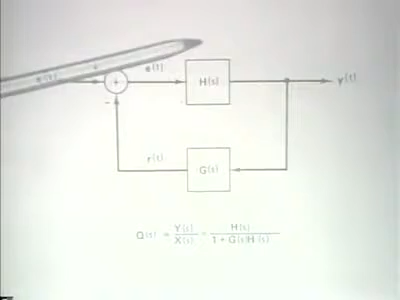 +
e(t)
+
H(s)
y(t)
−
r(t)
G(s)
Q(s) = Y(s) / X(s) = H(s) / 1 + G(s)H(s)